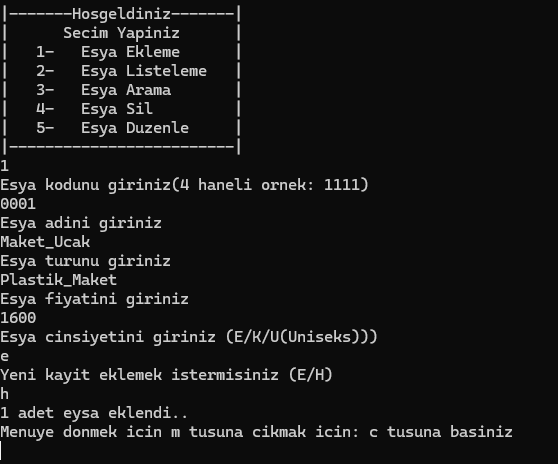 |-------Hosgeldiniz-------|
|      Secim Yapiniz      |
|   1-   Esya Ekleme      |
|   2-   Esya Listeleme   |
|   3-   Esya Arama       |
|   4-   Esya Sil         |
|   5-   Esya Duzenle     |
|-------------------------|
1
Esya kodunu giriniz(4 haneli ornek: 1111)
0001
Esya adini giriniz
Maket_Ucak
Esya turunu giriniz
Plastik_Maket
Esya fiyatini giriniz
1600
Esya cinsiyetini giriniz (E/K/U(Uniseks)))
e
Yeni kayit eklemek istermisiniz (E/H)
h
1 adet eysa eklendi..
Menuye donmek icin m tusuna cikmak icin: c tusuna basiniz